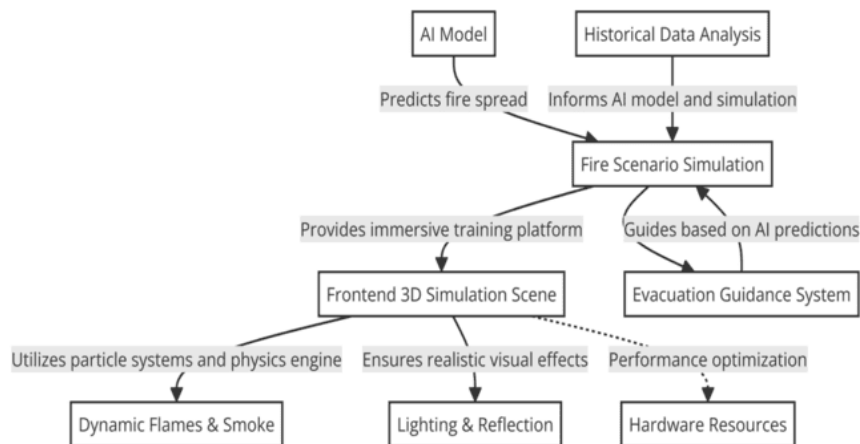 AI Model
Historical Data Analysis
Predicts fire spread
Informs AI model and simulation
Fire Scenario Simulation
Provides immersive training platform
Guides based on AI predictions
Frontend 3D Simulation Scene
Evacuation Guidance System
Utilizes particle systems and physics engine
Ensures realistic visual effects
Performance optimization
Dynamic Flames & Smoke
Lighting & Reflection
Hardware Resources